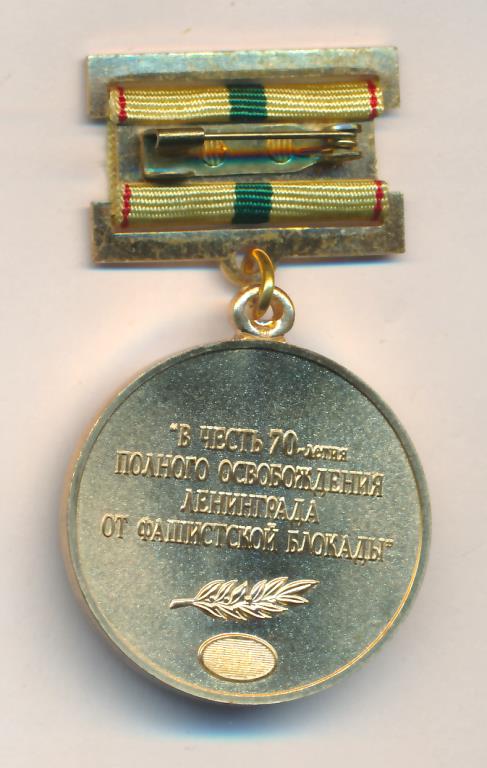 "В ЧЕСТЬ 70-летия
ПОЛНОГО ОСВОБОЖДЕНИЯ
ЛЕНИНГРАДА
ОТ ФАШИСТСКОЙ БЛОКАДЫ"